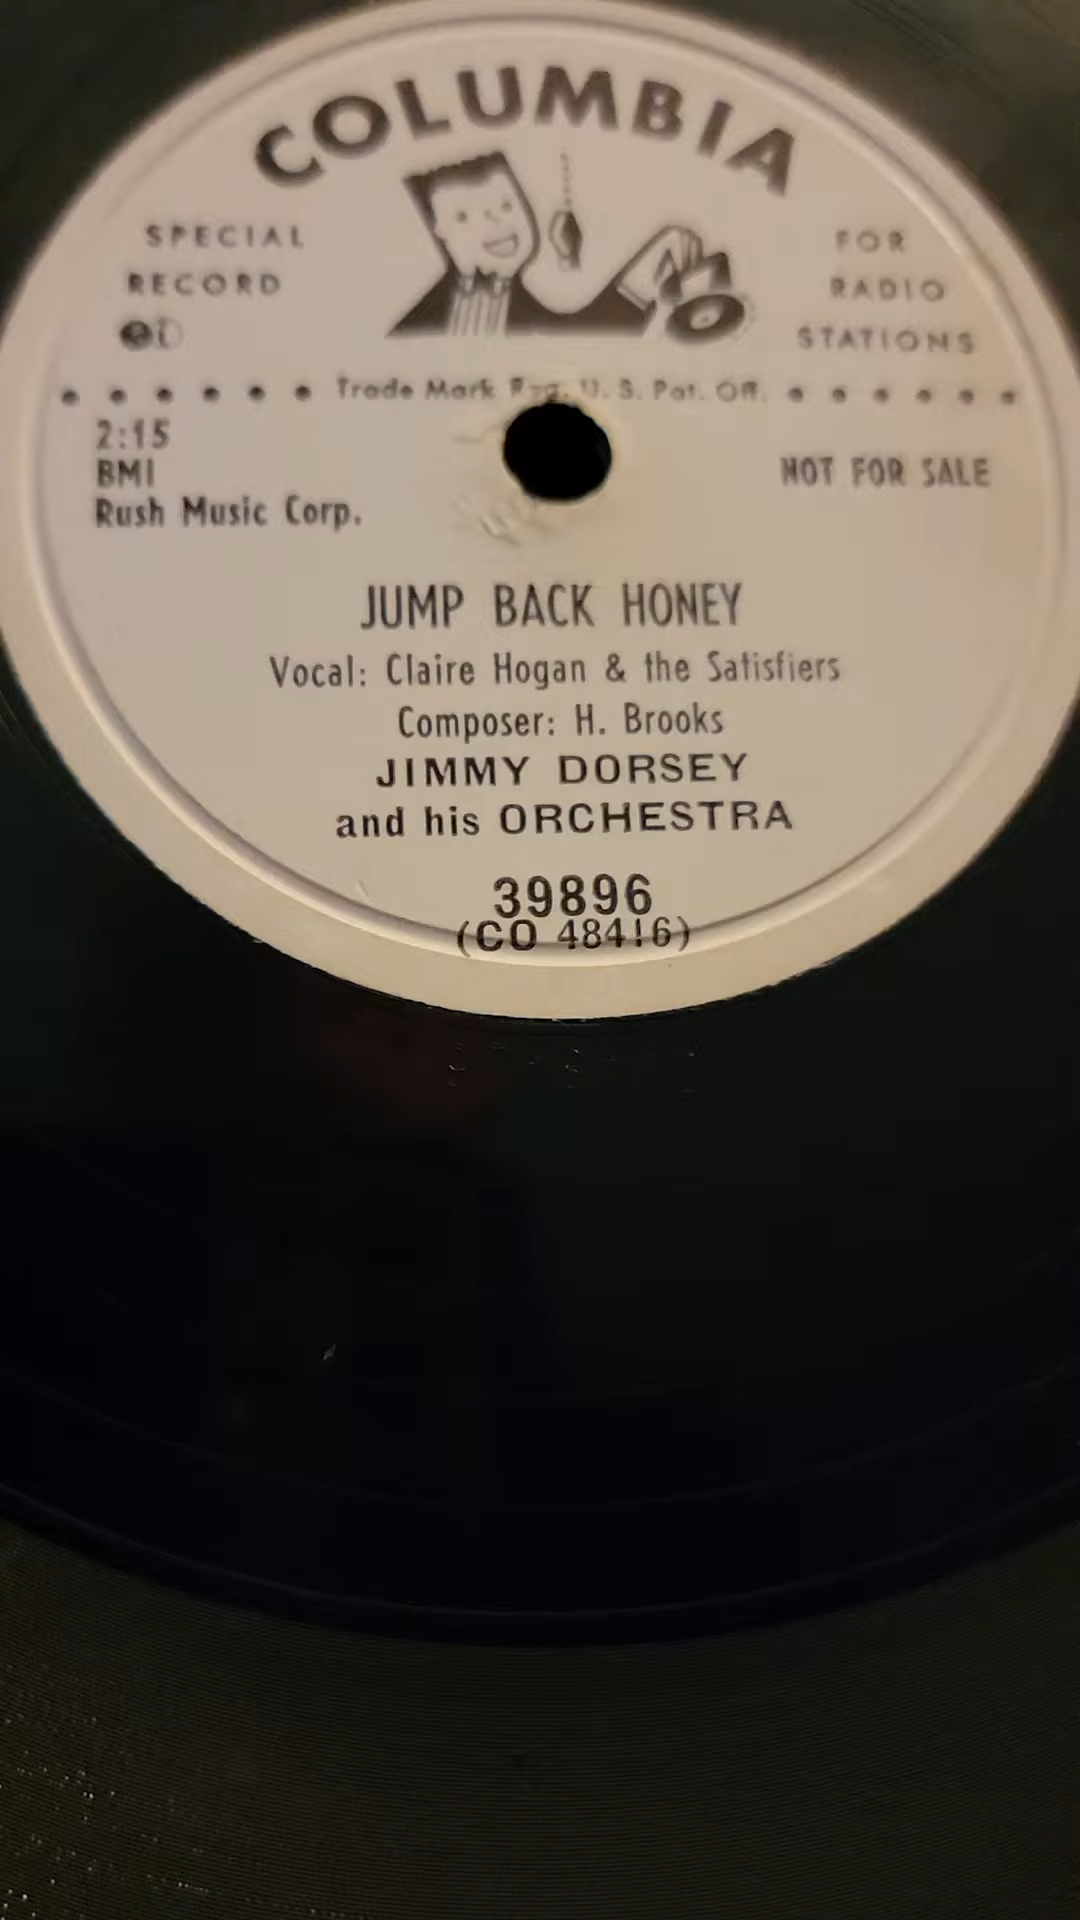 COLUMBIA
SPECIAL
RECORD
FOR
RADIO
STATIONS
Trade Mark Reg. U. S. Pat. Off.
2:15
BMI
Rush Music Corp.
NOT FOR SALE
JUMP BACK HONEY
Vocal: Claire Hogan & the Satisfiers
Composer: H. Brooks
JIMMY DORSEY
and his ORCHESTRA
39896
(CO 48416)